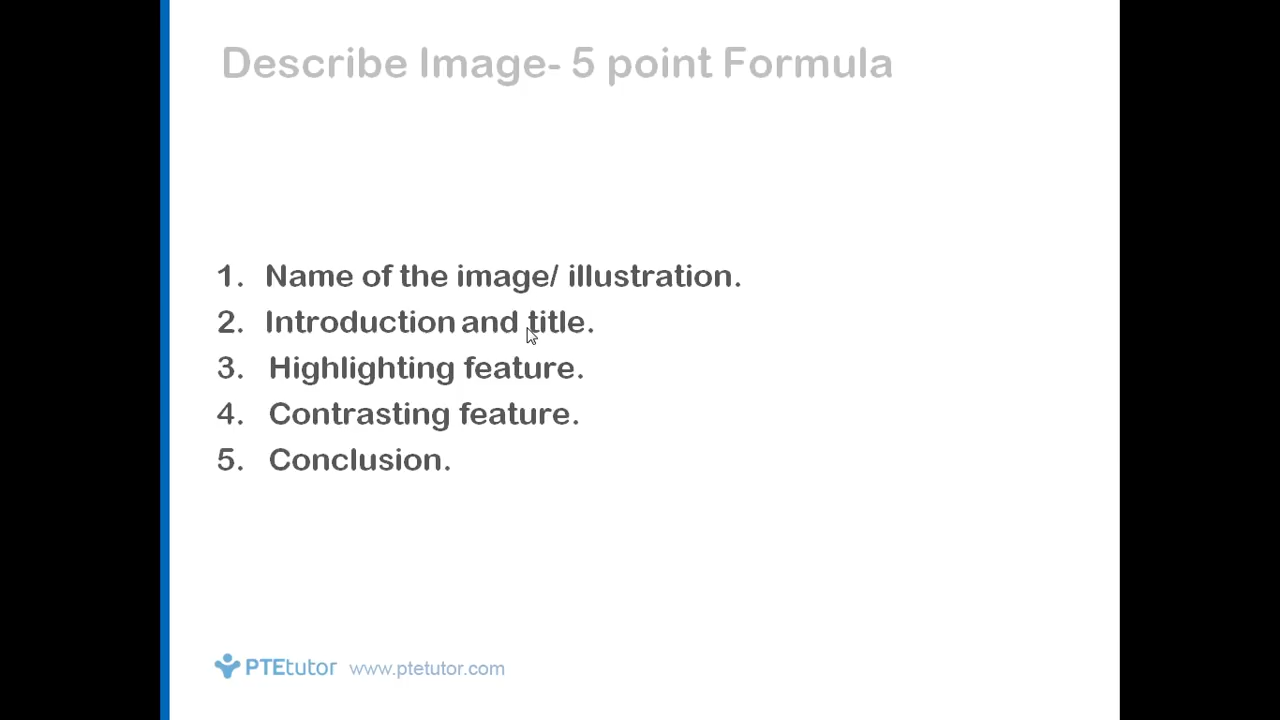 Describe Image- 5 point Formula
1. Name of the image/ illustration.
2. Introduction and title.
3. Highlighting feature.
4. Contrasting feature.
5. Conclusion.
PTEtutor www.ptetutor.com